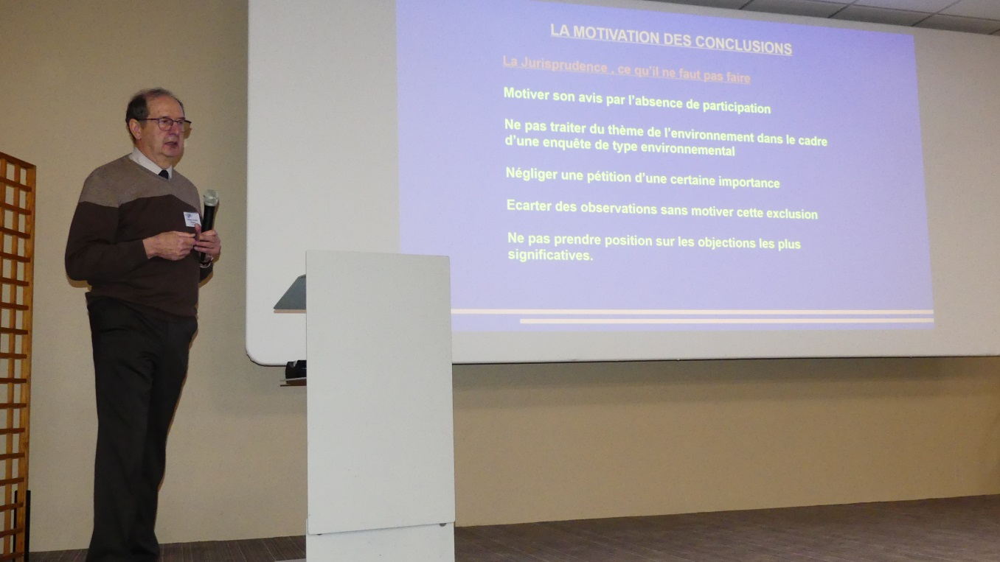 LA MOTIVATION DES CONCLUSIONS
La Jurisprudence , ce qu'il ne faut pas faire
Motiver son avis par l'absence de participation
Ne pas traiter du thème de l'environnement dans le cadre
d'une enquête de type environnemental
Négliger une pétition d'une certaine importance
Ecarter des observations sans motiver cette exclusion
Ne pas prendre position sur les objections les plus
significatives.